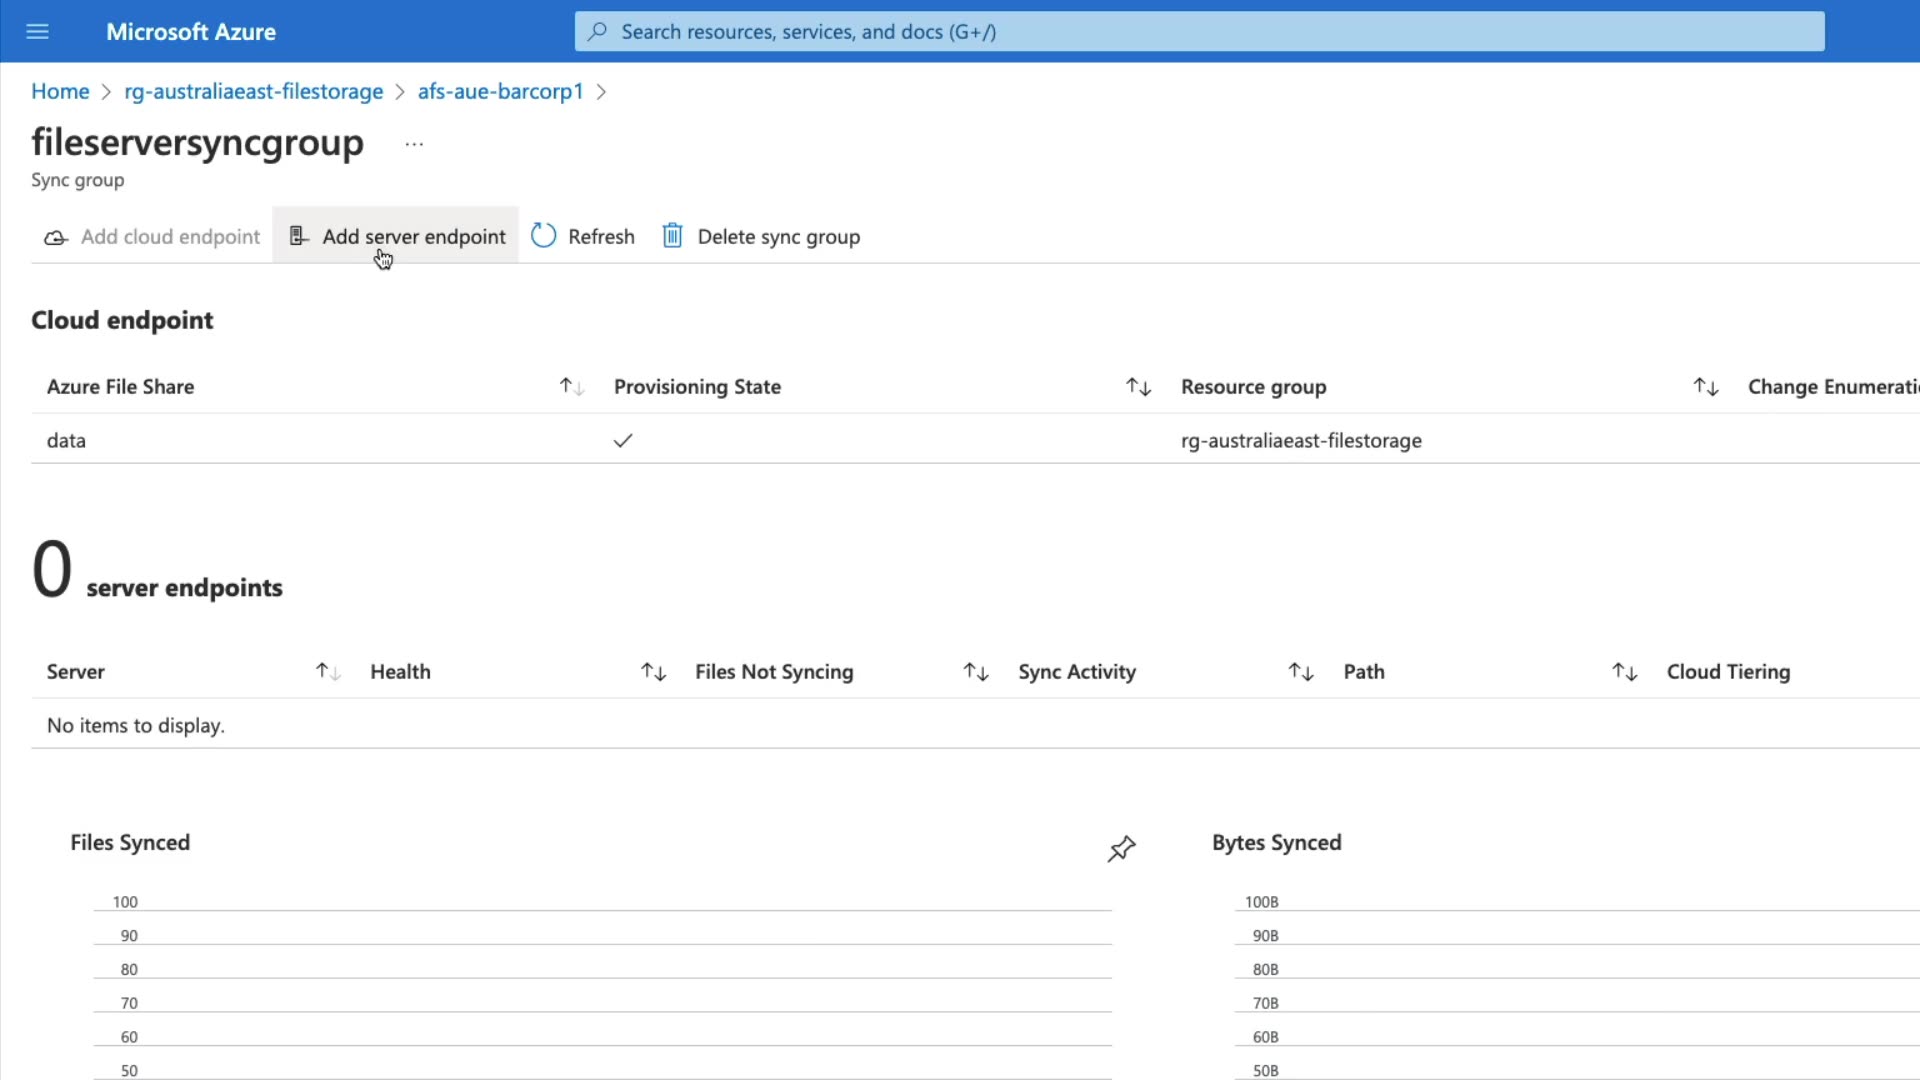 Microsoft Azure
Search resources, services, and docs (G+/)
Home > rg-australiaeast-filestorage > afs-aue-barcorp1 >
fileserversyncgroup ...
Sync group
Add cloud endpoint Add server endpoint Refresh Delete sync group
Cloud endpoint
Azure File Share Provisioning State Resource group Change Enumerati
data rg-australiaeast-filestorage
0 server endpoints
Server Health Files Not Syncing Sync Activity Path Cloud Tiering
No items to display.
Files Synced Bytes Synced
100 100B
90 90B
80 80B
70 70B
60 60B
50 50B